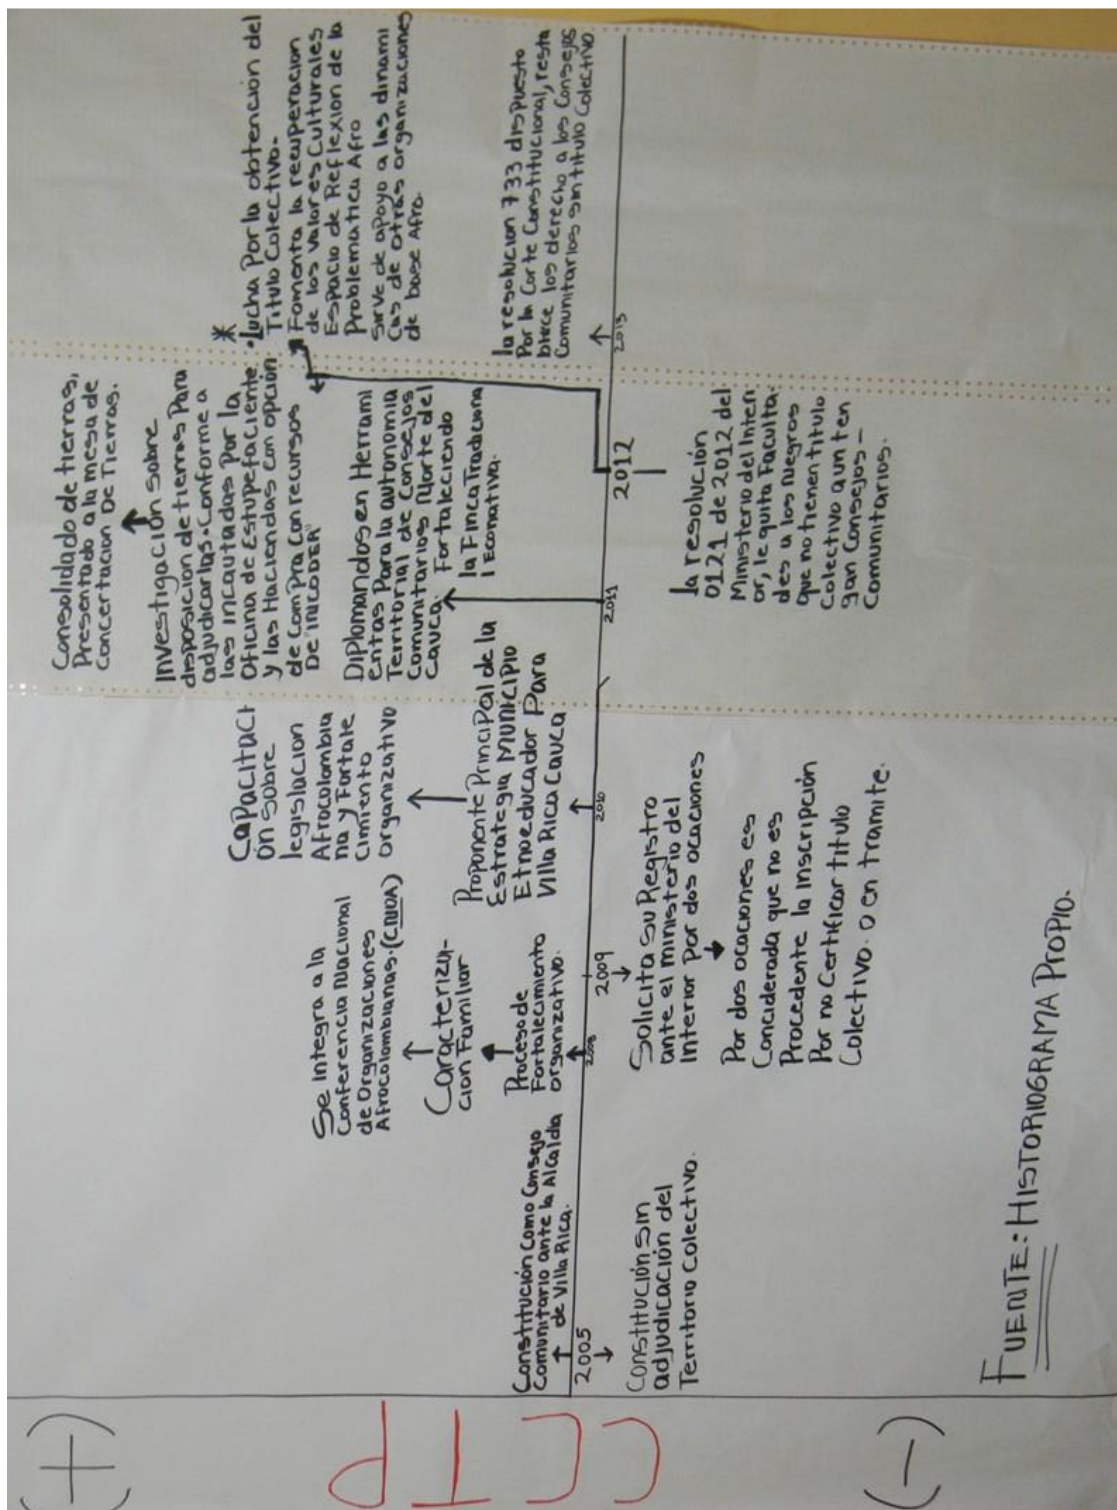 (+)
CCTP
(-)
Constitución Como Consejo
Comunitario ante la Alcaldia
de Villa Rica.
2005
Constitución sin
adjudicación del
Territorio Colectivo.
Se integra a la
Conferencia Nacional
de Organizaciones
Afrocolombianas.(CNOA)
Caracteriza-
cion Familiar
Proceso de
Fortalecimiento
organizativo.
2008
2009
Solicita su Registro
ante el ministerio del
Interior Por dos ocaciones
Por dos ocaciones es
Conciderada que no es
Procedente la inscripción
Por no Certificar titulo
Colectivo. o en tramite.
Capacitaci
ón sobre
legislacion
Afrocolombia
na y Fortale
cimiento
organizativo
Proponente Principal de la
Estrategia Municipio
Etnoeducador Para
Villa Rica Cauca
2010
Consolidado de tierras,
Presentado a la mesa de
Concertacion De Tierras.
Investigación sobre
disposicion de tierras Para
adjudicarlas. Conforme a
las incautadas Por la
Oficina de Estupefaciente
y las Haciendas con opción
de Compra Con recursos
De "INCODER"
Diplomandos en Herrami
entas Para la autonomia
Territorial de Consejos
Comunitarios Norte del
Cauca. Fortaleciendo
la Finca Tradiciona
l Econativa.
2011
2012
la resolución
0121 de 2012 del
Ministerio del Interi
or, le quita Faculta
des a los Negros
que no tienen titulo
Colectivo aun ten
gan Consejos-
Comunitarios.
* Lucha Por la obtención del
Titulo Colectivo.
Fomenta la recuperacion
de los valores Culturales
Espacio de Reflexion de la
Problematica Afro
Sirve de apoyo a las dinami
Cas de otras organizaciones
de base Afro.
la resolucion 733 dispuesto
Por la Corte Constitucional, resta
blece los derecho a los Consejos
Comunitarios sin titulo Colectivo.
2013
FUENTE: HISTORIOGRAMA PROPIO.